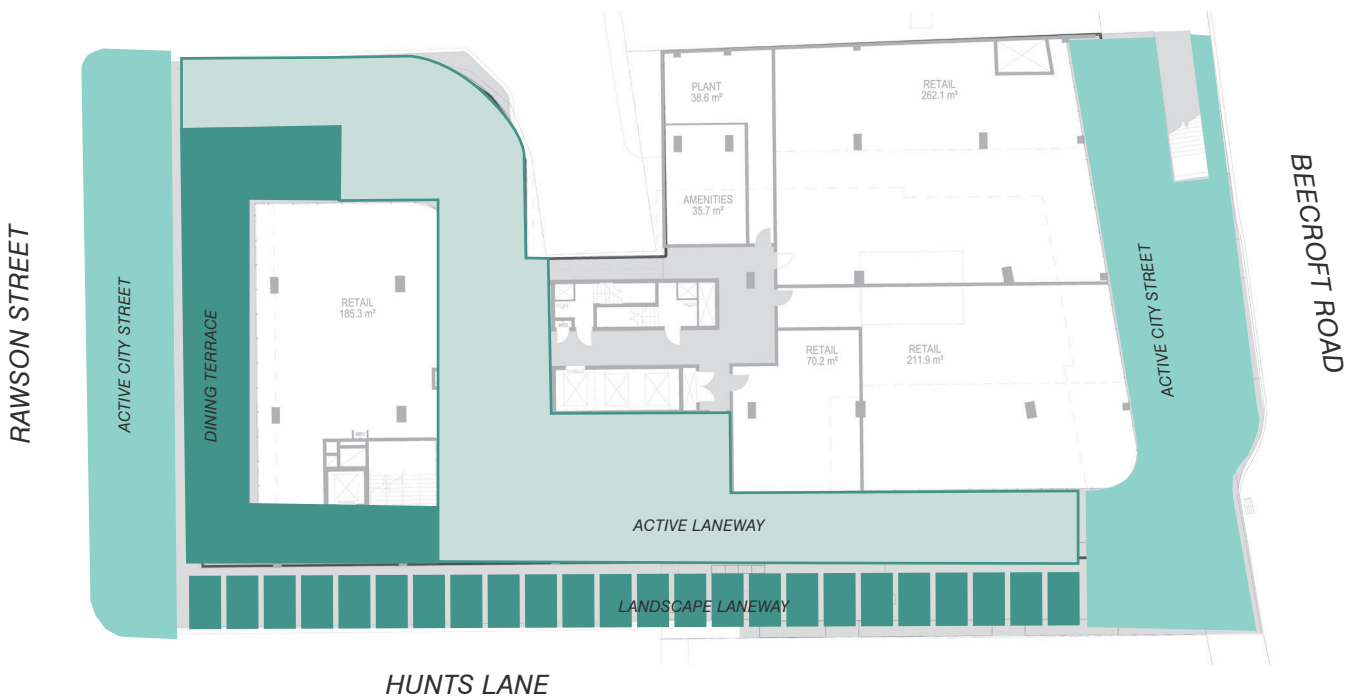 PLANT
38.6 m²
RETAIL
262.1 m²
AMENITIES
35.7 m²
RAWSON STREET
ACTIVE CITY STREET
DINING TERRACE
RETAIL
185.3 m²
RETAIL
70.2 m²
RETAIL
211.9 m²
ACTIVE CITY STREET
BEECROFT ROAD
ACTIVE LANEWAY
LANDSCAPE LANEWAY
HUNTS LANE